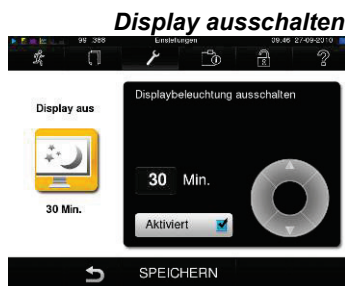 Display ausschalten
99 :388 Einstellungen 09:46 27-09-2010
?
Displaybeleuchtung ausschalten
Display aus
30 Min.
30 Min.
Aktiviert
SPEICHERN